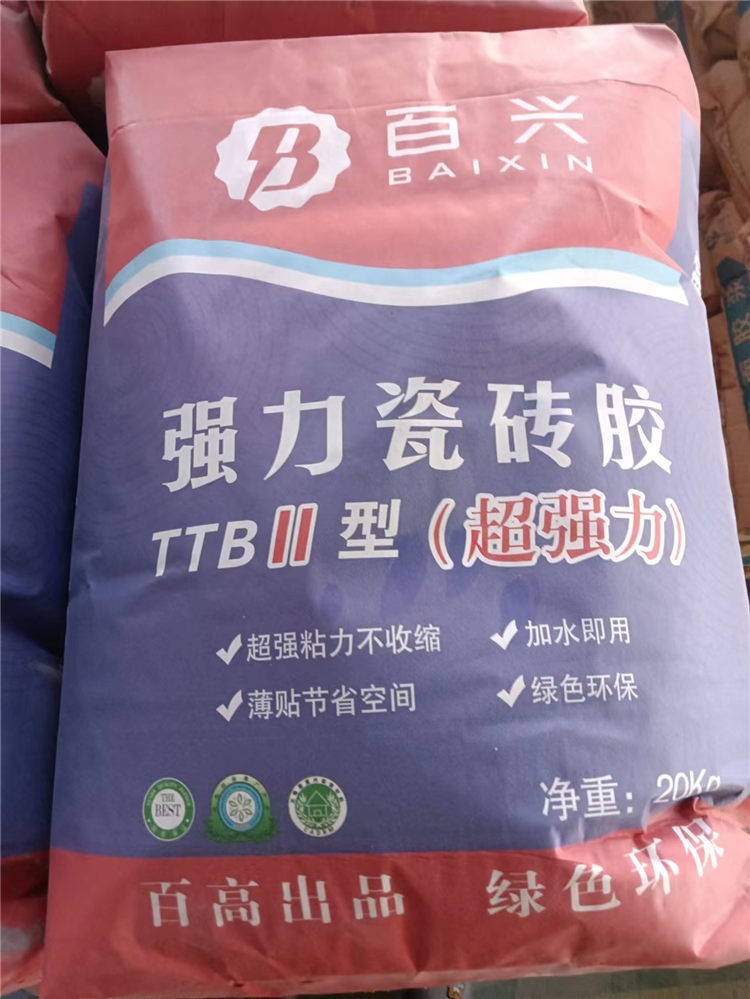 百兴
BAIXIN
强力瓷砖胶
TTB II 型(超强力)
✓超强粘力不收缩 ✓加水即用
✓薄贴节省空间 ✓绿色环保
THE BEST
净重：20Kg
百高出品 绿色环保